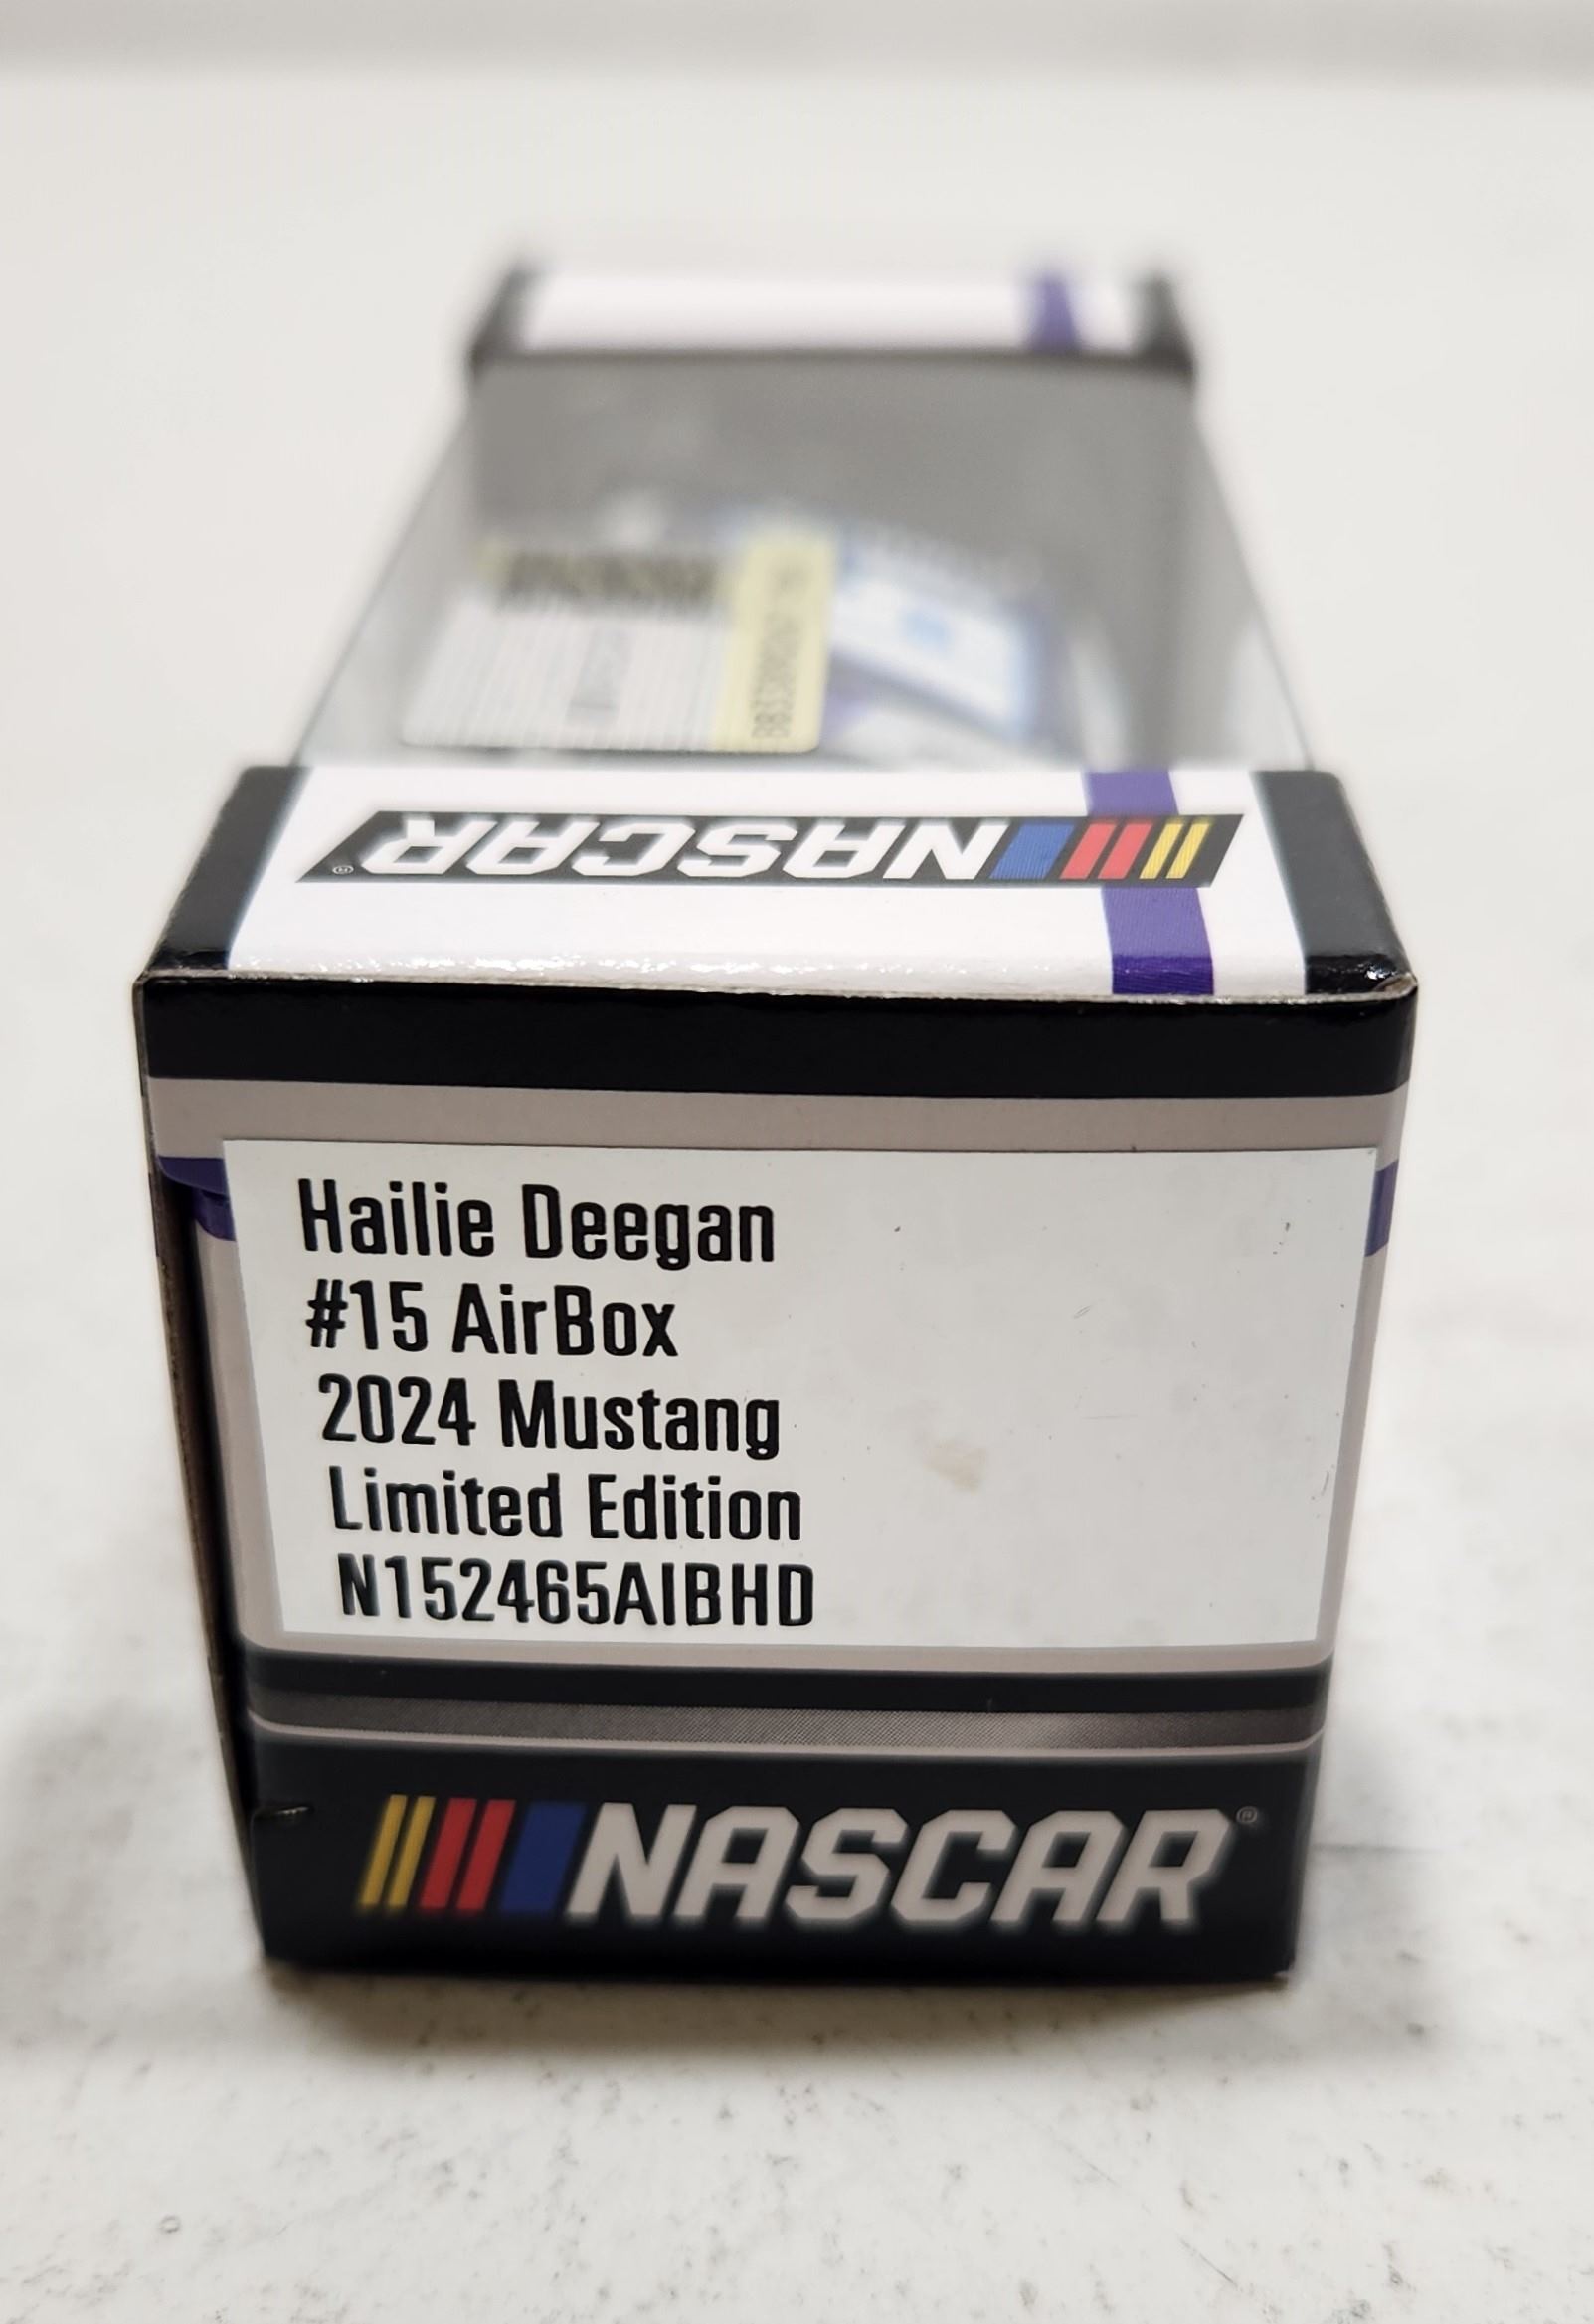 NASCAR®
Hailie Deegan
#15 AirBox
2024 Mustang
Limited Edition
N152465AIBHD
NASCAR®